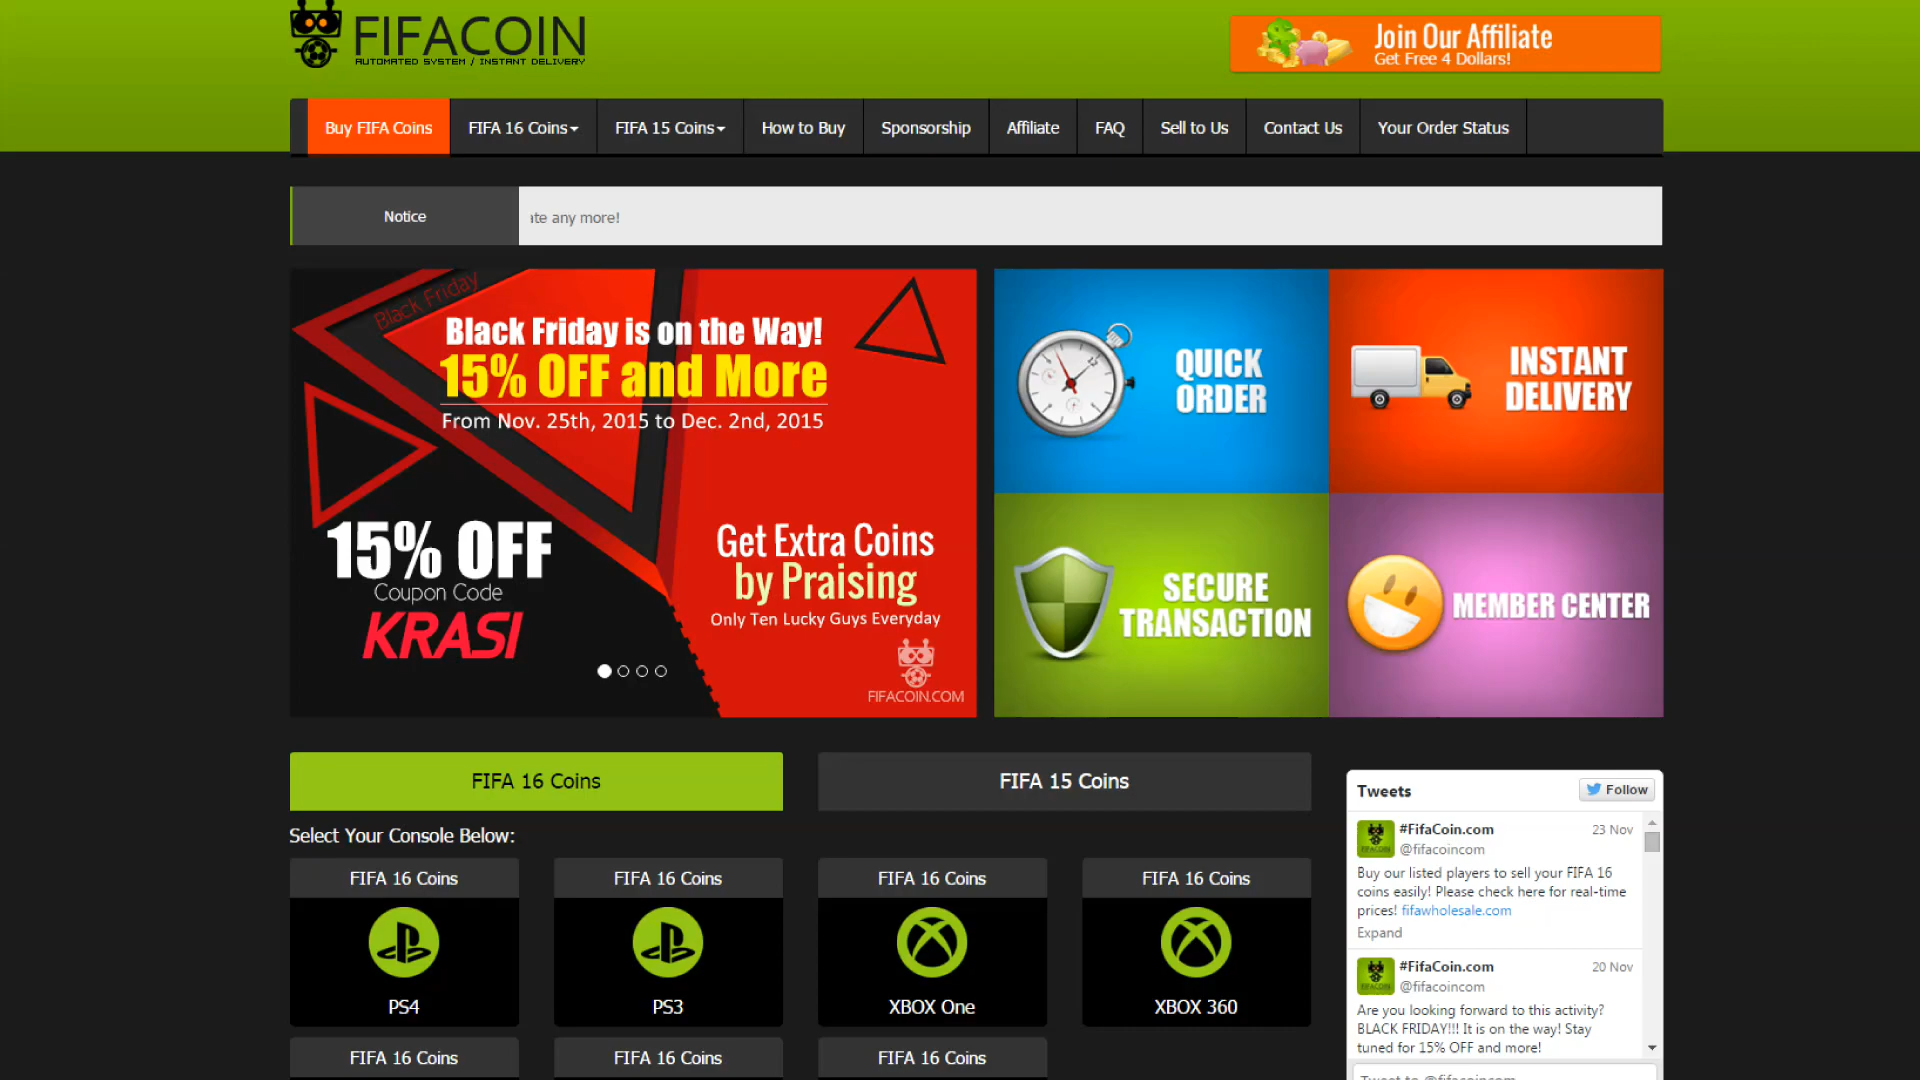 FIFACOIN
AUTOMATED SYSTEM / INSTANT DELIVERY
Join Our Affiliate
Get Free 4 Dollars!
Buy FIFA Coins
FIFA 16 Coins
FIFA 15 Coins
How to Buy
Sponsorship
Affiliate
FAQ
Sell to Us
Contact Us
Your Order Status
Notice
ate any more!
Black Friday
Black Friday is on the Way!
15% OFF and More
From Nov. 25th, 2015 to Dec. 2nd, 2015
15% OFF
Coupon Code
KRASI
Get Extra Coins
by Praising
Only Ten Lucky Guys Everyday
FIFACOIN.COM
QUICK
ORDER
INSTANT
DELIVERY
SECURE
TRANSACTION
MEMBER CENTER
FIFA 16 Coins
FIFA 15 Coins
Select Your Console Below:
FIFA 16 Coins
PS4
FIFA 16 Coins
PS3
FIFA 16 Coins
XBOX One
FIFA 16 Coins
XBOX 360
FIFA 16 Coins
FIFA 16 Coins
FIFA 16 Coins
Tweets
Follow
#FifaCoin.com
23 Nov
@fifacoincom
Buy our listed players to sell your FIFA 16
coins easily! Please check here for real-time
prices! fifawholesale.com
Expand
#FifaCoin.com
20 Nov
@fifacoincom
Are you looking forward to this activity?
BLACK FRIDAY!!! It is on the way! Stay
tuned for 15% OFF and more!
Tweet to @fifacoincom